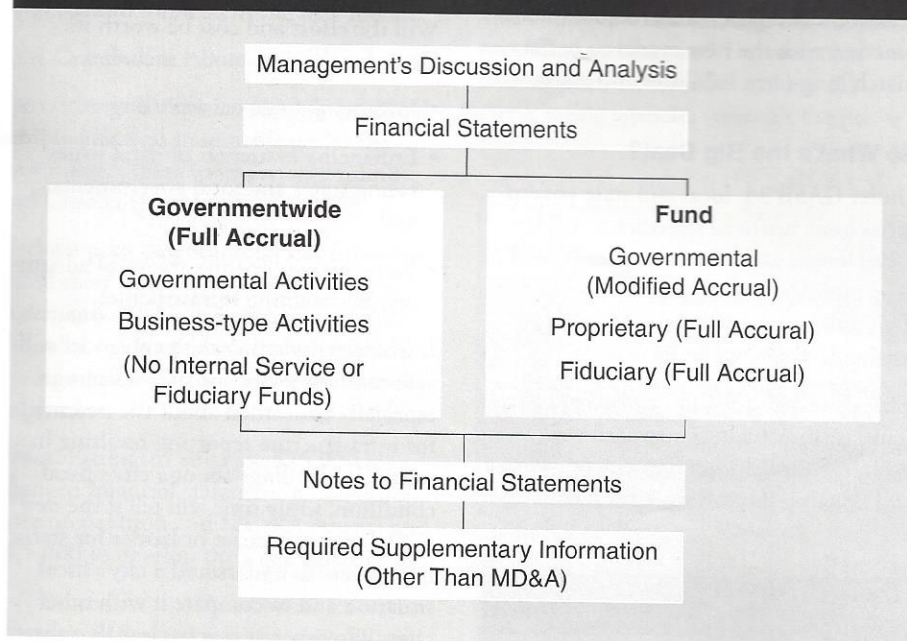 Management's Discussion and Analysis
Financial Statements
Governmentwide
(Full Accrual)
Governmental Activities
Business-type Activities
(No Internal Service or
Fiduciary Funds)
Fund
Governmental
(Modified Accrual)
Proprietary (Full Accural)
Fiduciary (Full Accrual)
Notes to Financial Statements
Required Supplementary Information
(Other Than MD&A)